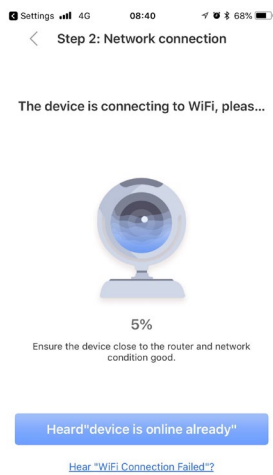 Settings 4G 08:40 68%
Step 2: Network connection
The device is connecting to WiFi, pleas...
5%
Ensure the device close to the router and network
condition good.
Heard"device is online already"
Hear "WiFi Connection Failed"?